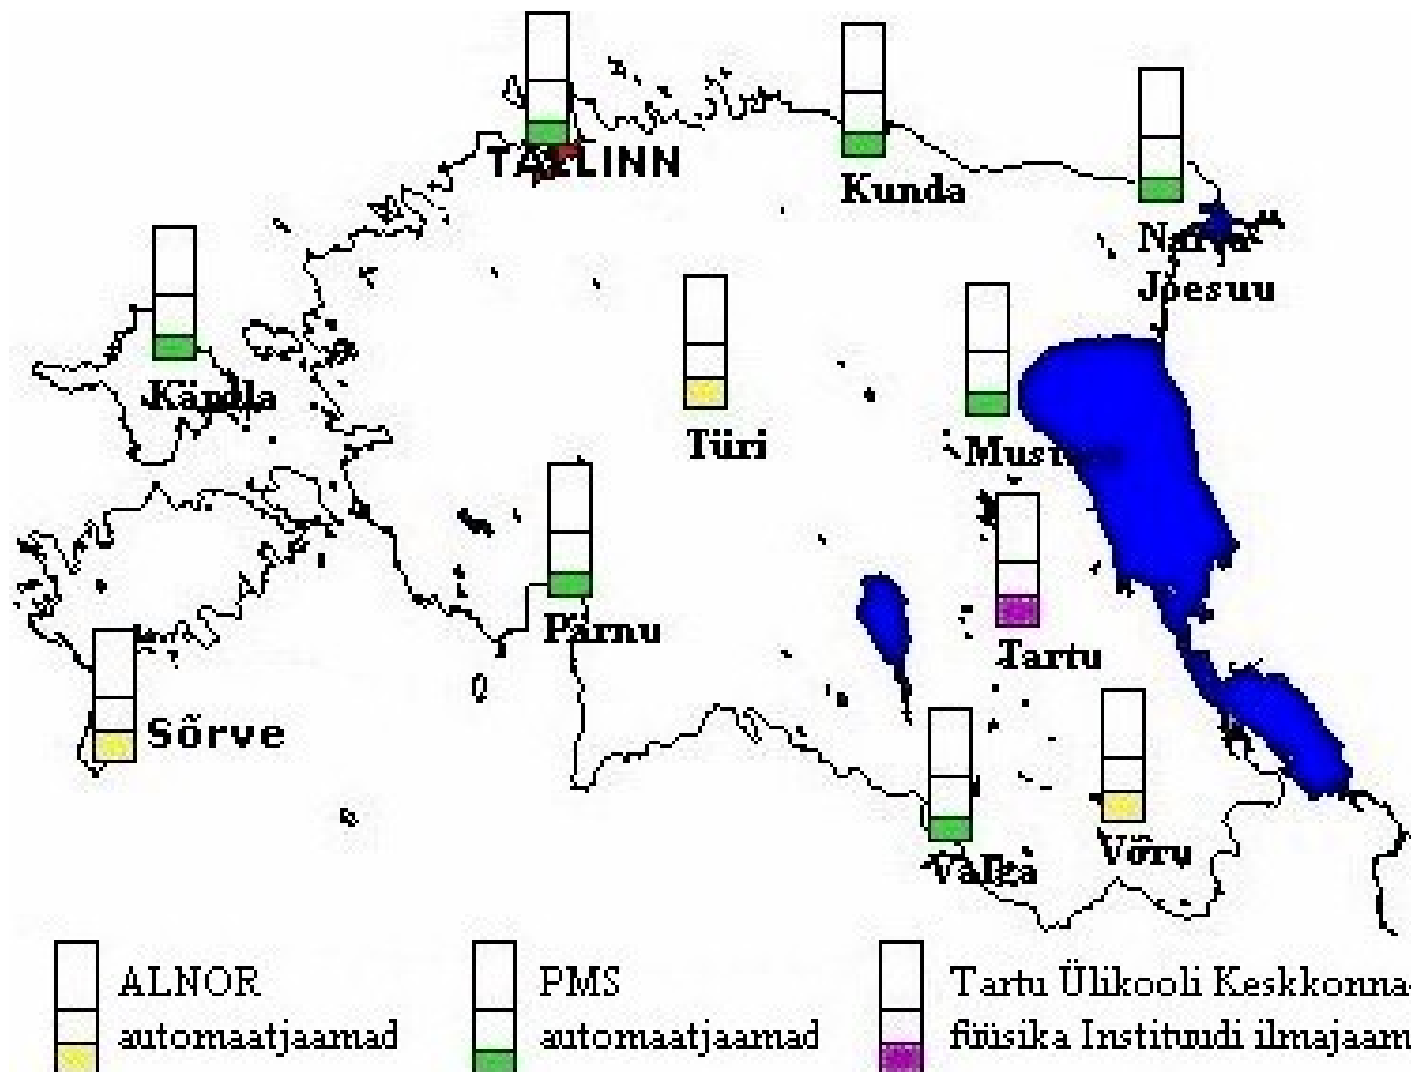 TALLINN
Kunda
Narva
Jõesuu
Kärdla
Türi
Pärnu
Tartu
Sõrve
Valga
Võru
ALNOR
automaatjaamad
PMS
automaatjaamad
Tartu Ülikooli Keskkonna-
füüsika Instituudi ilmajaam